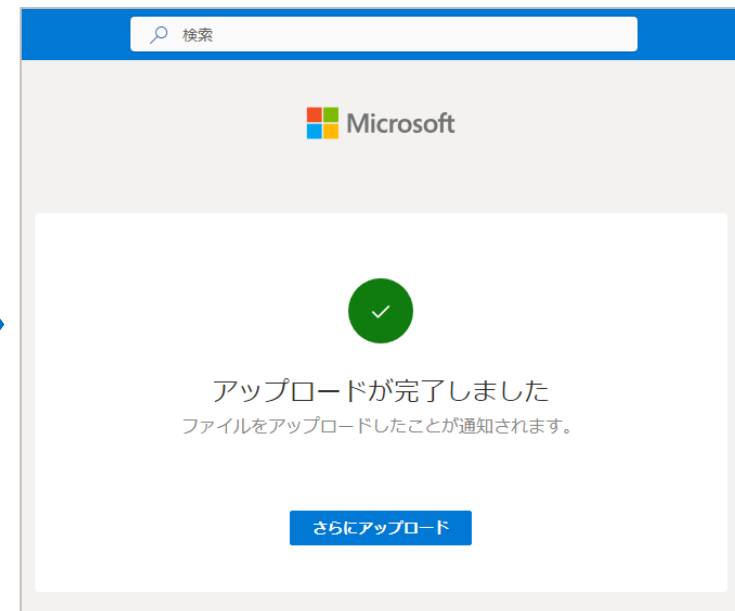 検索
Microsoft
アップロードが完了しました
ファイルをアップロードしたことが通知されます。
さらにアップロード